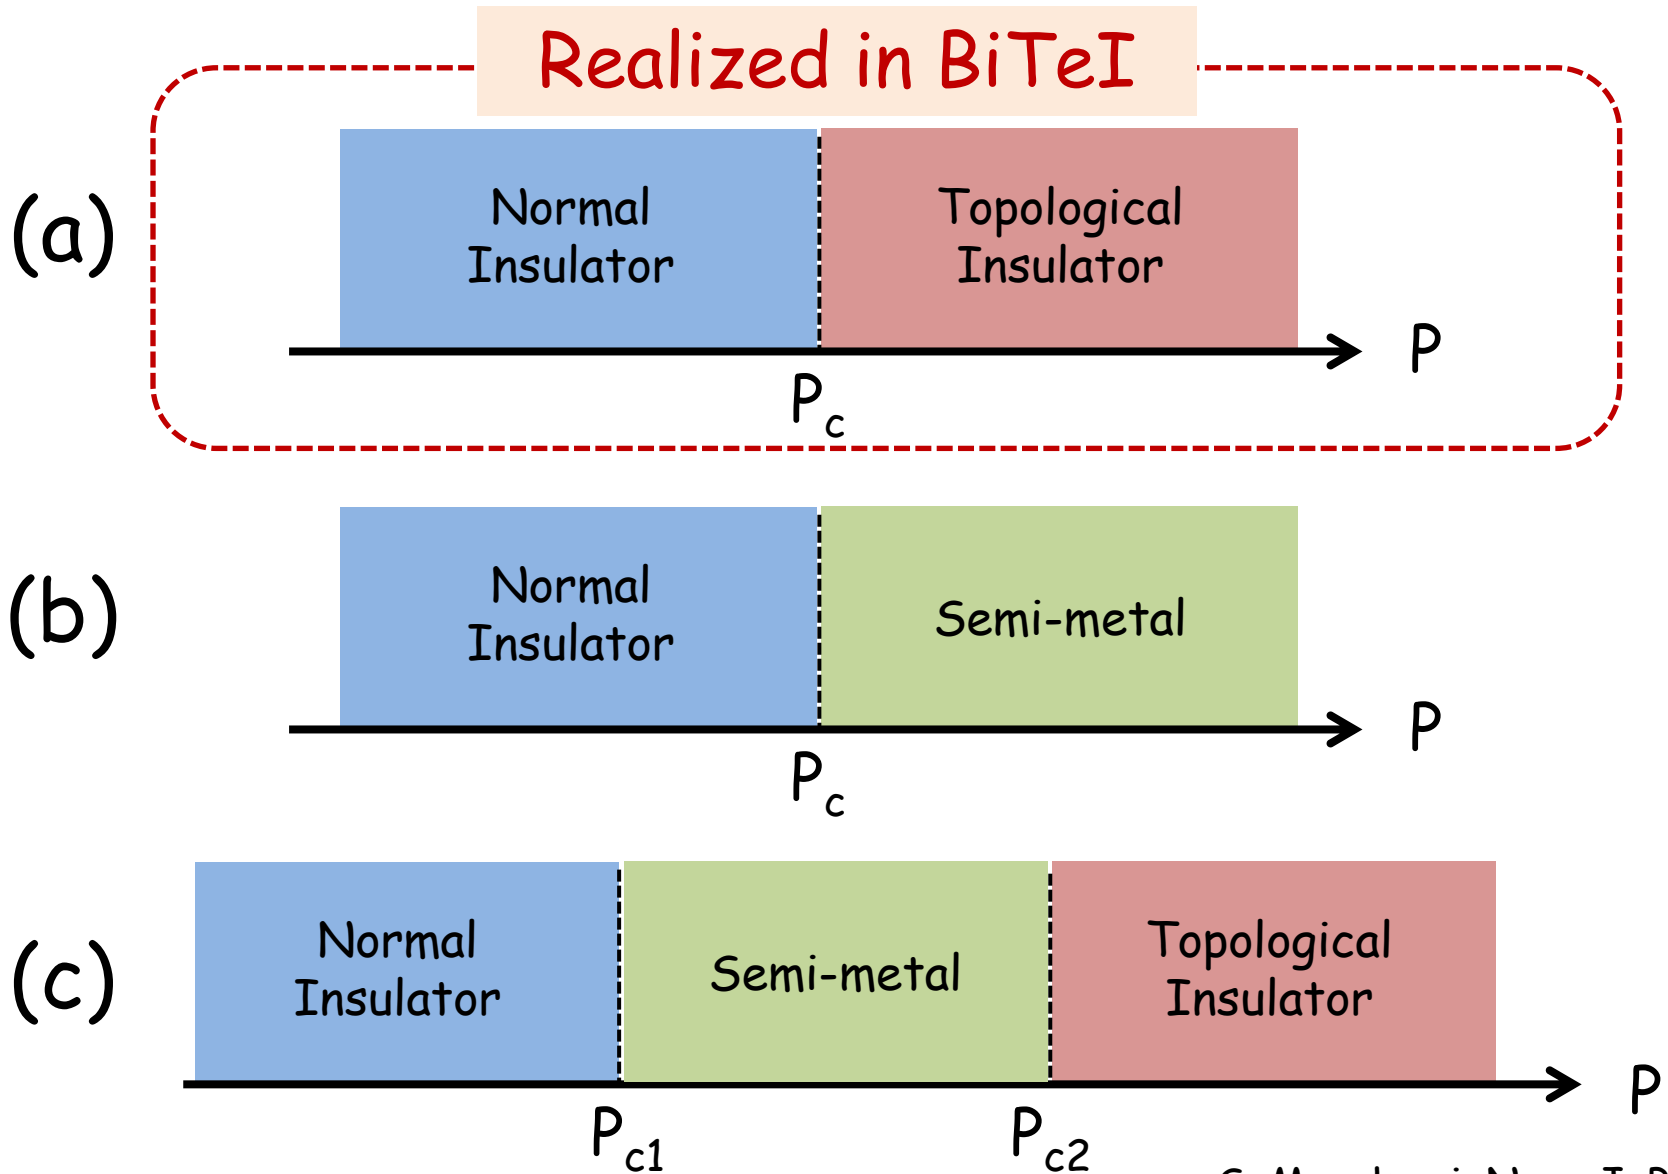 Realized in BiTeI
(a)
Normal
Insulator
Topological
Insulator
P
Pc
(b)
Normal
Insulator
Semi-metal
P
Pc
(c)
Normal
Insulator
Semi-metal
Topological
Insulator
P
Pc1
Pc2